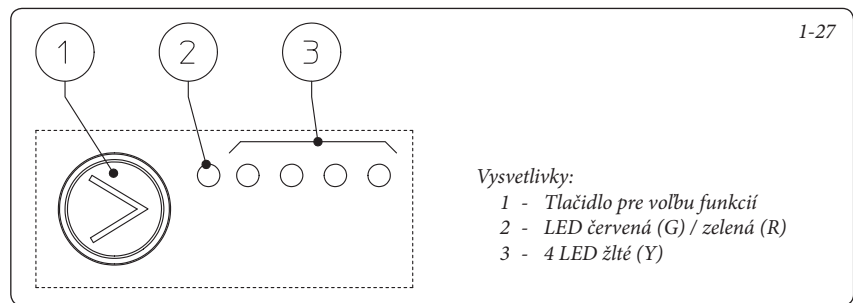 1-27
1 2 3
Vysvetlivky:
1 - Tlačidlo pre voľbu funkcií
2 - LED červená (G) / zelená (R)
3 - 4 LED žlté (Y)